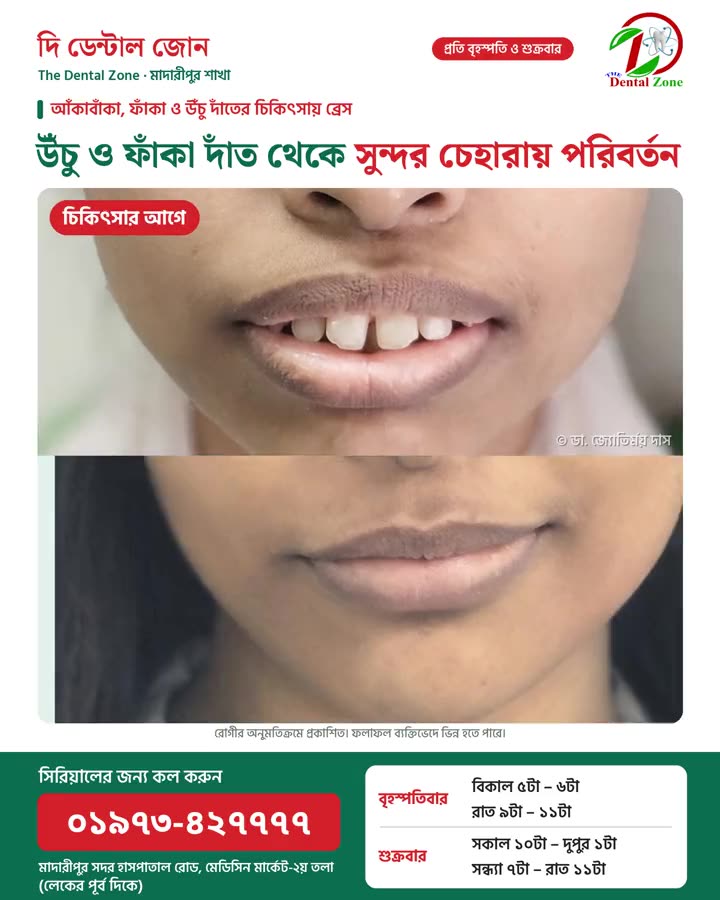 দি ডেন্টাল জোন
The Dental Zone · মাদারীপুর শাখা
প্রতি বৃহস্পতি ও শুক্রবার
THE
Dental Zone
আঁকাবাঁকা, ফাঁকা ও উঁচু দাঁতের চিকিৎসায় ব্রেস
উঁচু ও ফাঁকা দাঁত থেকে সুন্দর চেহারায় পরিবর্তন
চিকিৎসার আগে
© ডা. জ্যোতির্ময় দাস
রোগীর অনুমতিক্রমে প্রকাশিত। ফলাফল ব্যক্তিভেদে ভিন্ন হতে পারে।
সিরিয়ালের জন্য কল করুন
০১৯৭৩-৪২৭৭৭৭
মাদারীপুর সদর হাসপাতাল রোড, মেডিসিন মার্কেট-২য় তলা
(লেকের পূর্ব দিকে)
বৃহস্পতিবার
বিকাল ৫টা – ৬টা
রাত ৯টা – ১১টা
শুক্রবার
সকাল ১০টা – দুপুর ১টা
সন্ধ্যা ৭টা – রাত ১১টা